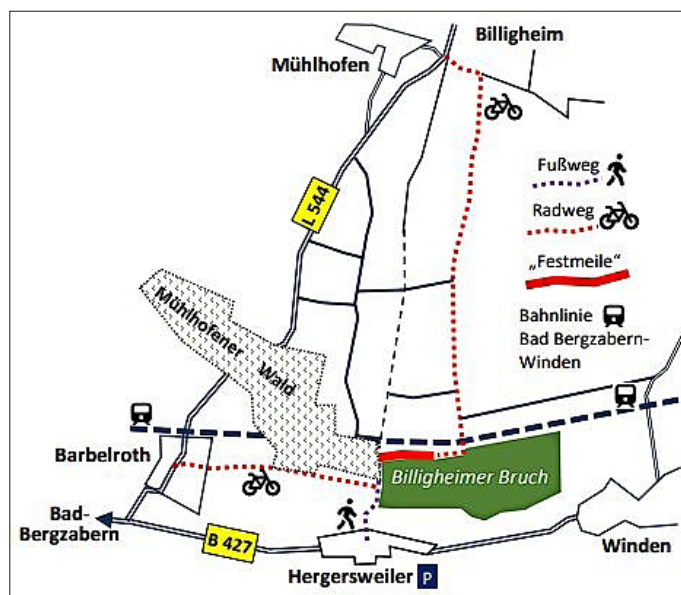 Billigheim
Mühlhofen
Fußweg
L 544
Radweg
„Festmeile“
Mühlhofener Wald
Bahnlinie
Bad Bergzabern-
Winden
Barbelroth
Billigheimer Bruch
Bad-
Bergzabern
B 427
Winden
Hergersweiler P